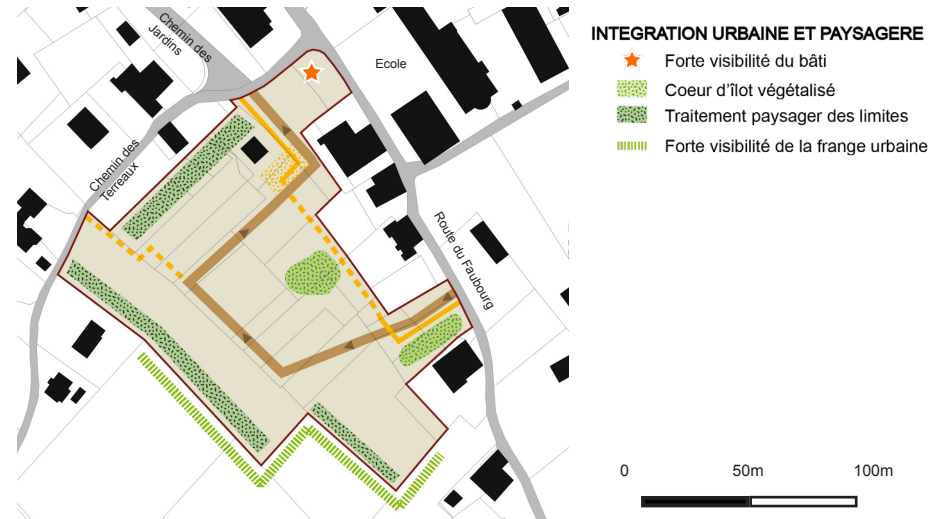 Chemin des
Jardins
Ecole
Chemin des
Terreaux
Route du Faubourg
INTEGRATION URBAINE ET PAYSAGERE
Forte visibilité du bâti
Coeur d'îlot végétalisé
Traitement paysager des limites
Forte visibilité de la frange urbaine
0 50m 100m